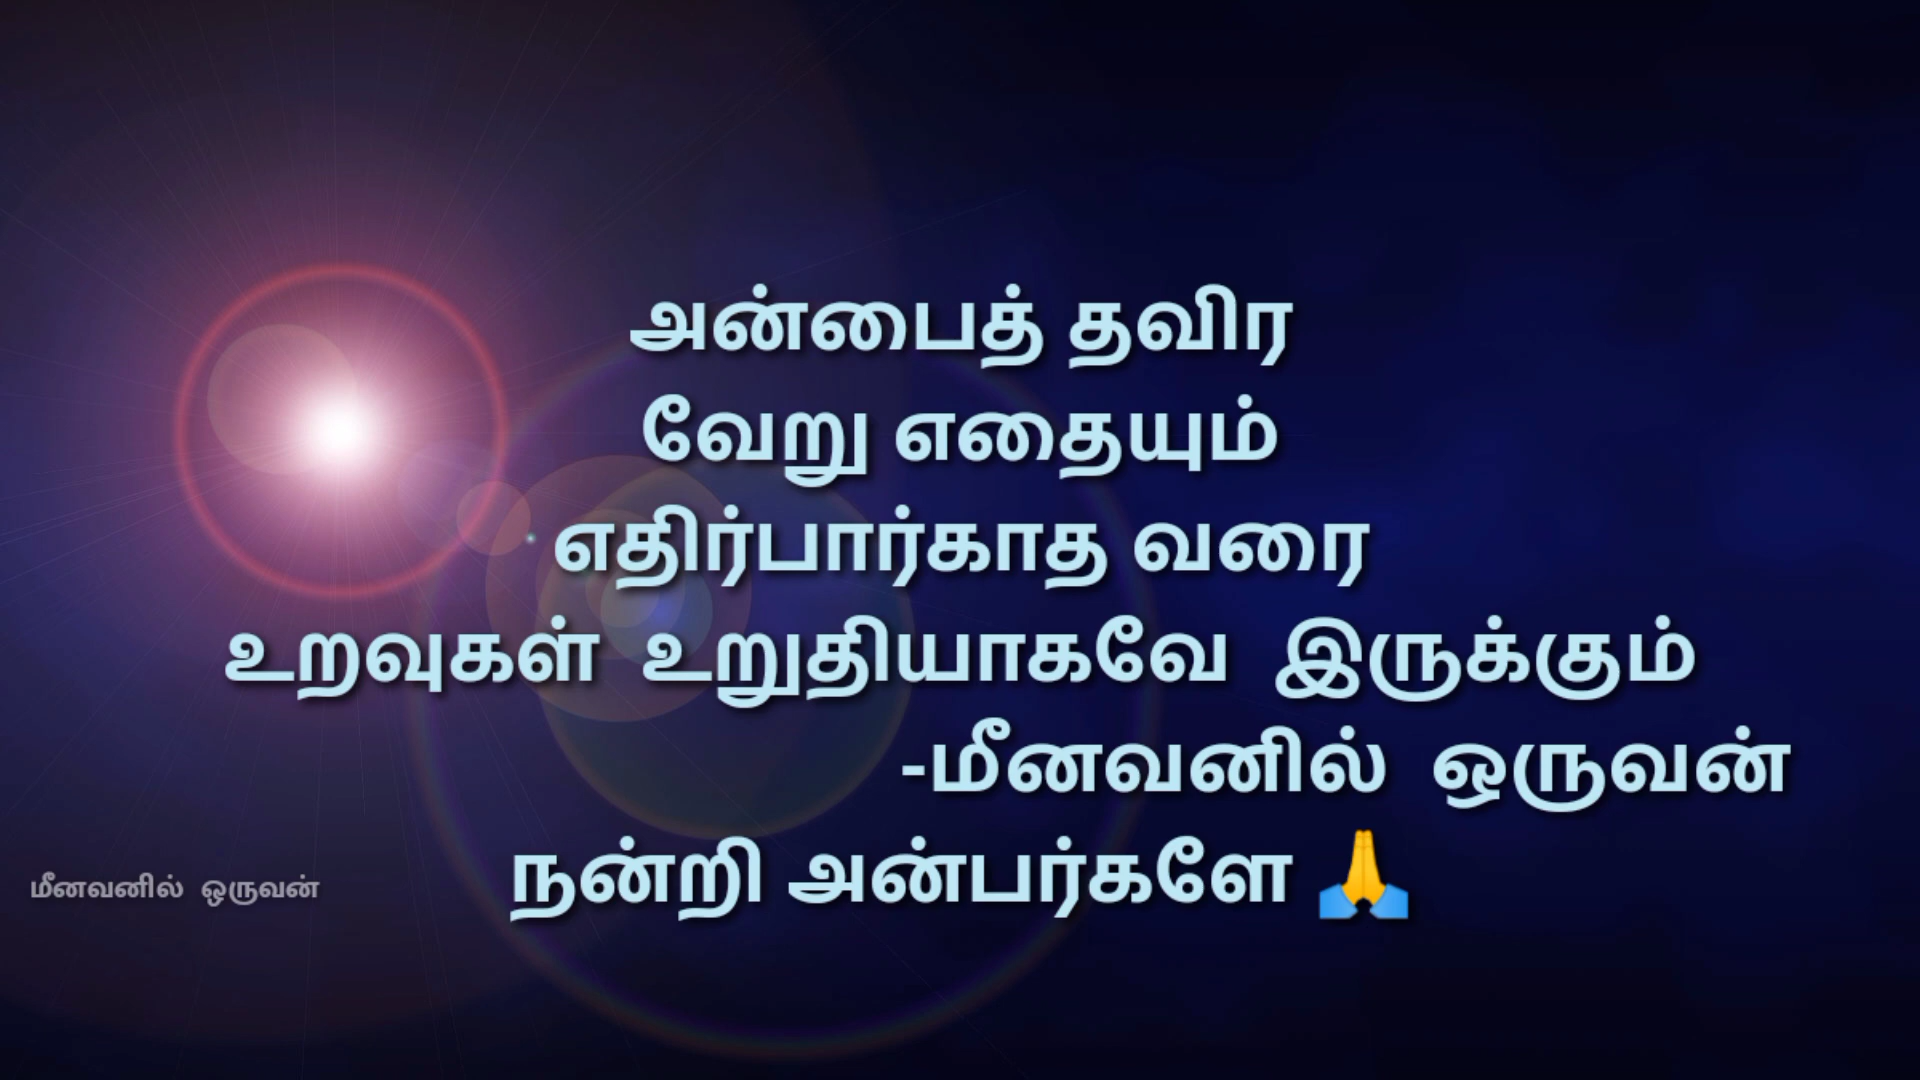 அன்பைத் தவிர
வேறு எதையும்
எதிர்பார்காத வரை
உறவுகள் உறுதியாகவே இருக்கும்
-மீனவனில் ஒருவன்
நன்றி அன்பர்களே 🙏
மீனவனில் ஒருவன்